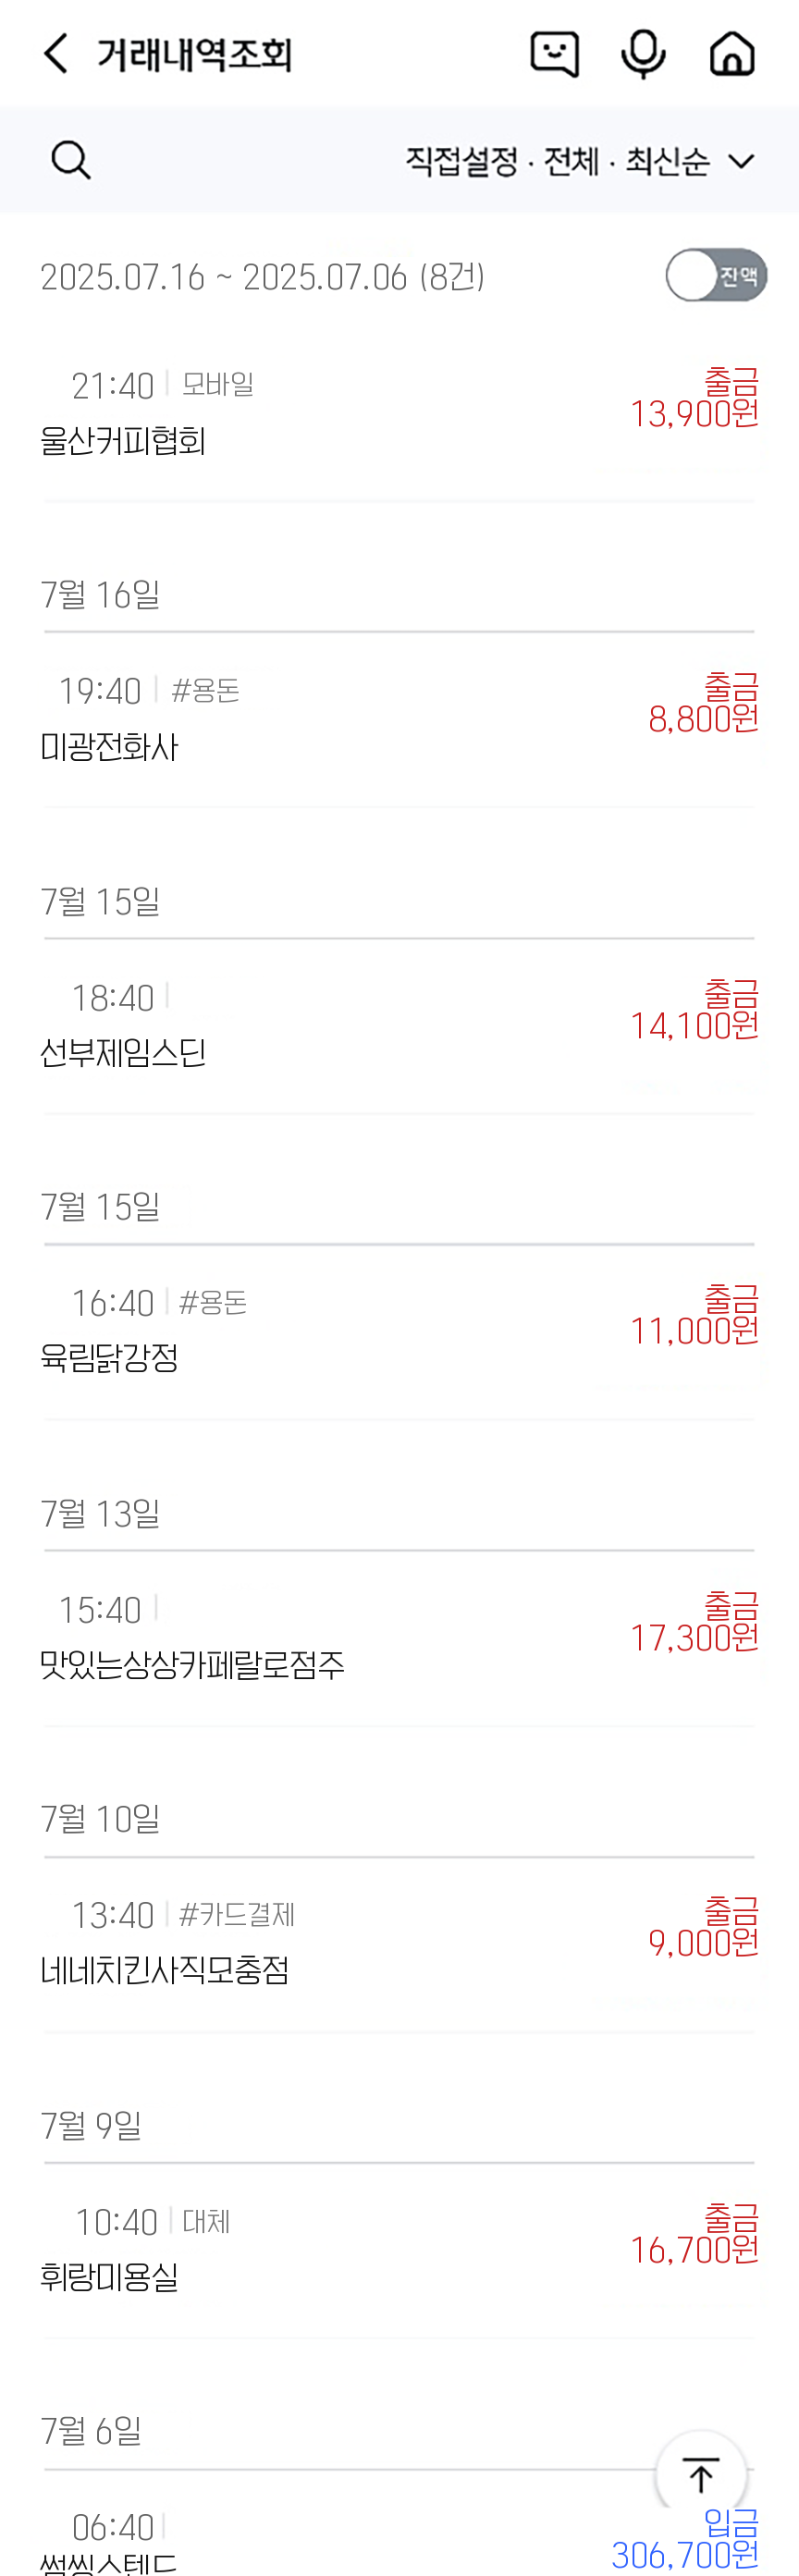 거래내역조회
직접설정 · 전체 · 최신순
2025.07.16 ~ 2025.07.06 (8건)
잔액
21:40 모바일
출금
13,900원
울산커피협회
7월 16일
19:40 #용돈
출금
8,800원
미광전화사
7월 15일
18:40
출금
14,100원
선부제임스딘
7월 15일
16:40 #용돈
출금
11,000원
육림닭강정
7월 13일
15:40
출금
17,300원
맛있는상상카페랄로점주
7월 10일
13:40 #카드결제
출금
9,000원
네네치킨사직모충점
7월 9일
10:40 대체
출금
16,700원
휘랑미용실
7월 6일
06:40
입금
306,700원
썸씽스텐드